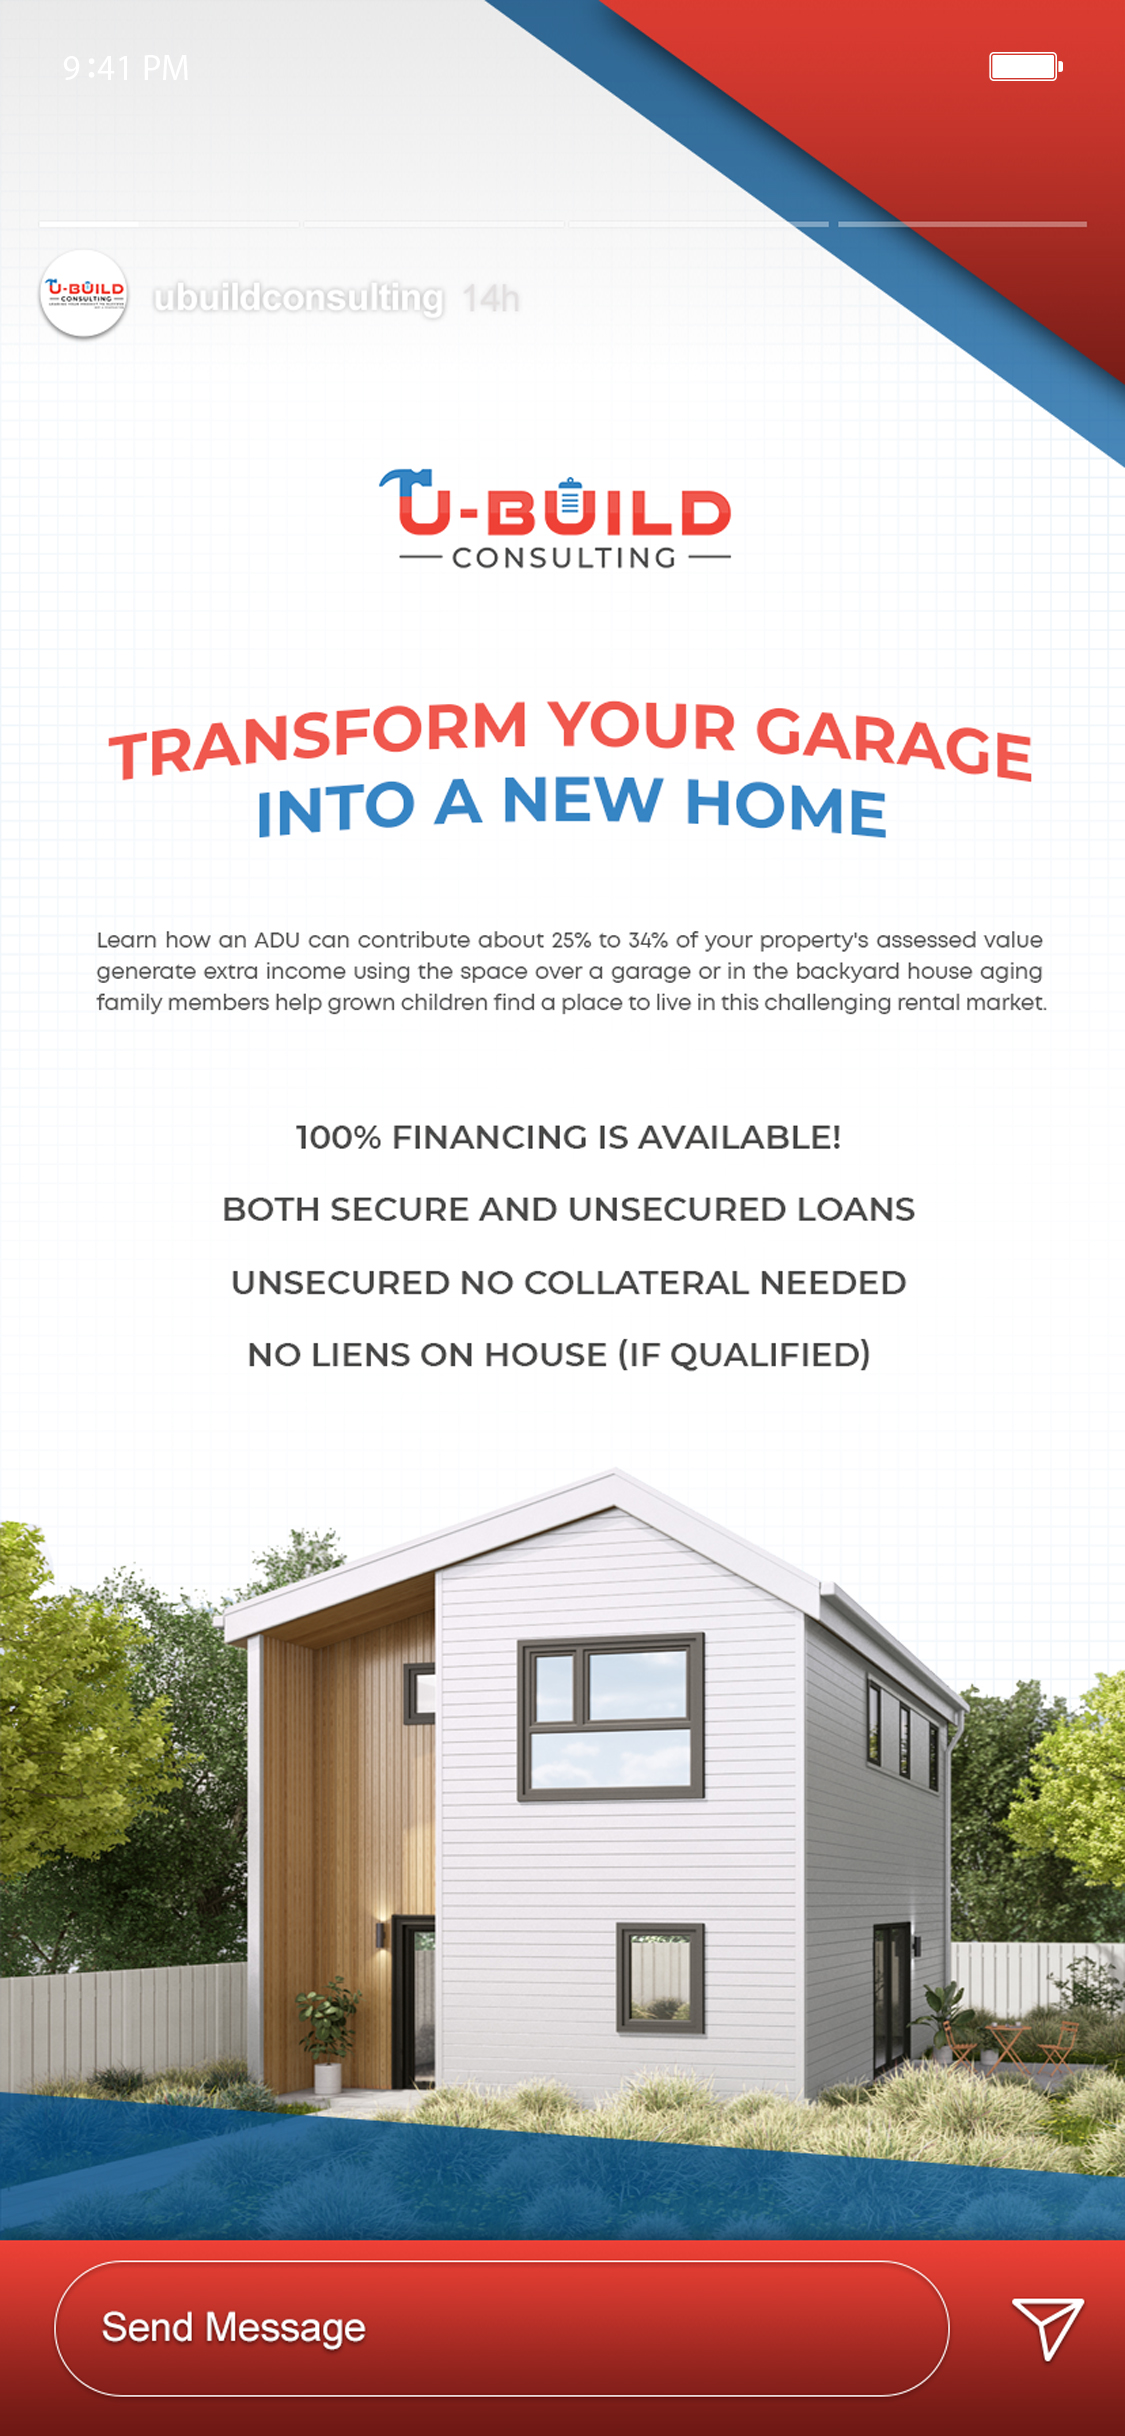 9:41 PM
U-BUILD
CONSULTING
ubuildconsulting 14h
U-BUILD
CONSULTING
TRANSFORM YOUR GARAGE
INTO A NEW HOME
Learn how an ADU can contribute about 25% to 34% of your property's assessed value
generate extra income using the space over a garage or in the backyard house aging
family members help grown children find a place to live in this challenging rental market.
100% FINANCING IS AVAILABLE!
BOTH SECURE AND UNSECURED LOANS
UNSECURED NO COLLATERAL NEEDED
NO LIENS ON HOUSE (IF QUALIFIED)
Send Message